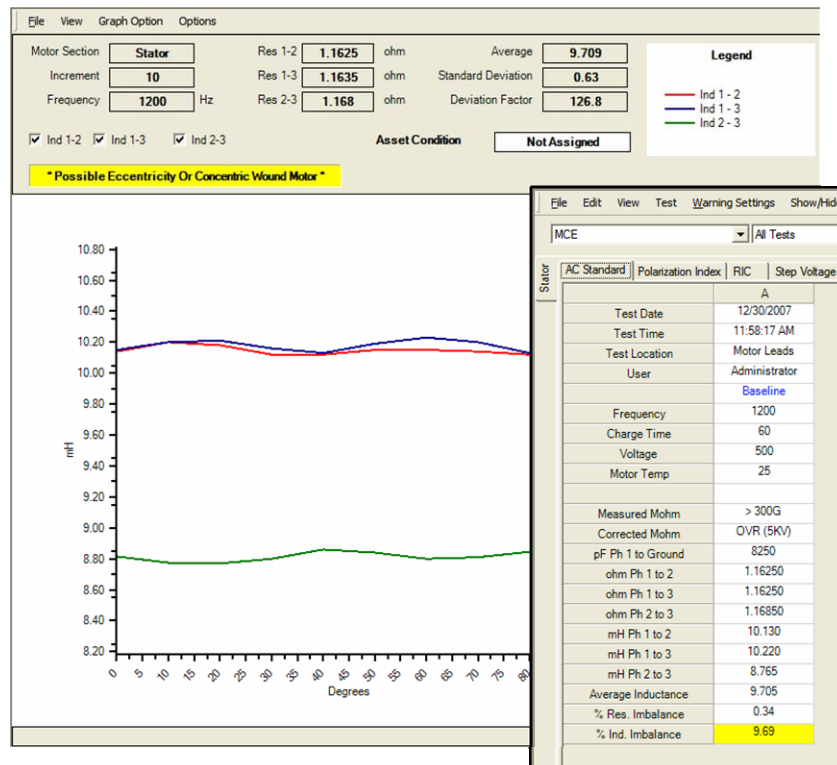 File View Graph Option Options
Motor Section Stator Res 1-2 1.1625 ohm Average 9.709 Legend
Increment 10 Res 1-3 1.1635 ohm Standard Deviation 0.63
Frequency 1200 Hz Res 2-3 1.168 ohm Deviation Factor 126.8
Ind 1 - 2
Ind 1 - 3
Ind 2 - 3
Ind 1-2 Ind 1-3 Ind 2-3 Asset Condition Not Assigned
* Possible Eccentricity Or Concentric Wound Motor *
10.80
10.60
10.40
10.20
10.00
9.80
9.60
9.40
9.20
9.00
8.80
8.60
8.40
8.20
mH
0 5 10 15 20 25 30 35 40 45 50 55 60 65 70 75 80
Degrees
File Edit View Test Warning Settings Show/Hid
MCE All Tests
Stator
AC Standard Polarization Index RIC Step Voltage
A
Test Date 12/30/2007
Test Time 11:58:17 AM
Test Location Motor Leads
User Administrator
Baseline
Frequency 1200
Charge Time 60
Voltage 500
Motor Temp 25
Measured Mohm > 300G
Corrected Mohm OVR (5KV)
pF Ph 1 to Ground 8250
ohm Ph 1 to 2 1.16250
ohm Ph 1 to 3 1.16250
ohm Ph 2 to 3 1.16850
mH Ph 1 to 2 10.130
mH Ph 1 to 3 10.220
mH Ph 2 to 3 8.765
Average Inductance 9.705
% Res. Imbalance 0.34
% Ind. Imbalance 9.69